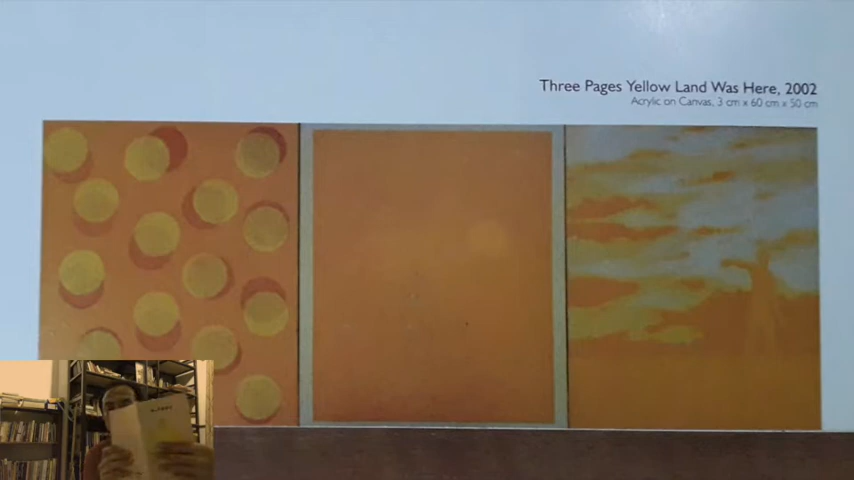 Three Pages Yellow Land Was Here, 2002
Acrylic on Canvas, 3 cm x 60 cm x 50 cm